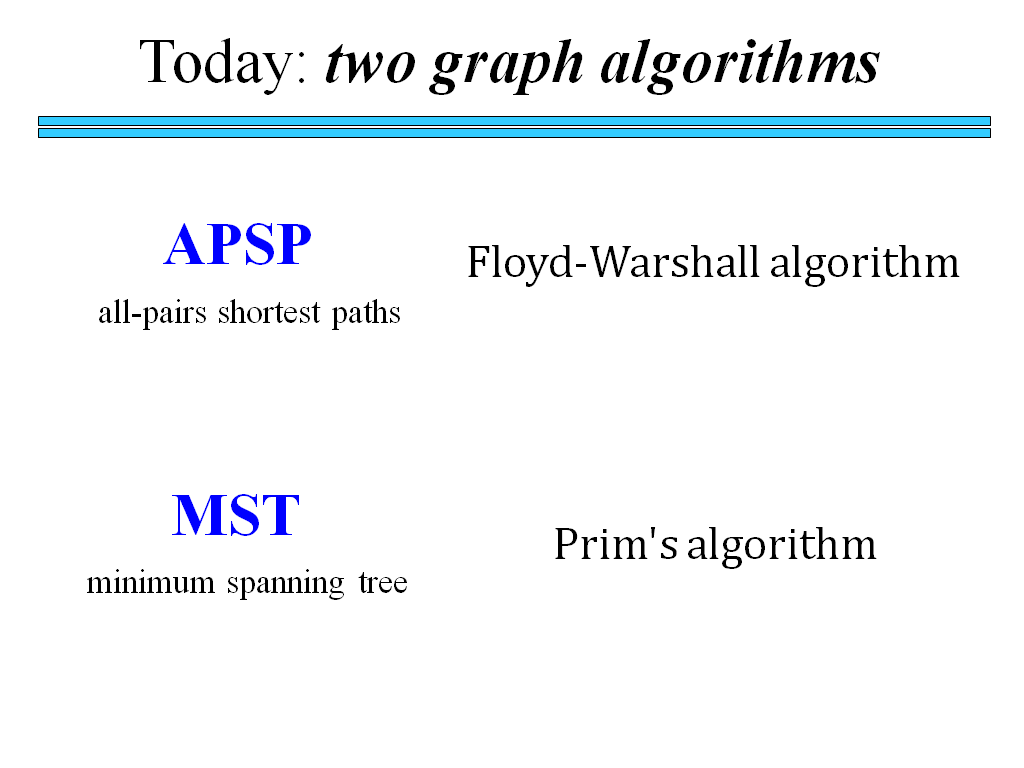 Today: two graph algorithms
APSP
all-pairs shortest paths
Floyd-Warshall algorithm
MST
minimum spanning tree
Prim's algorithm